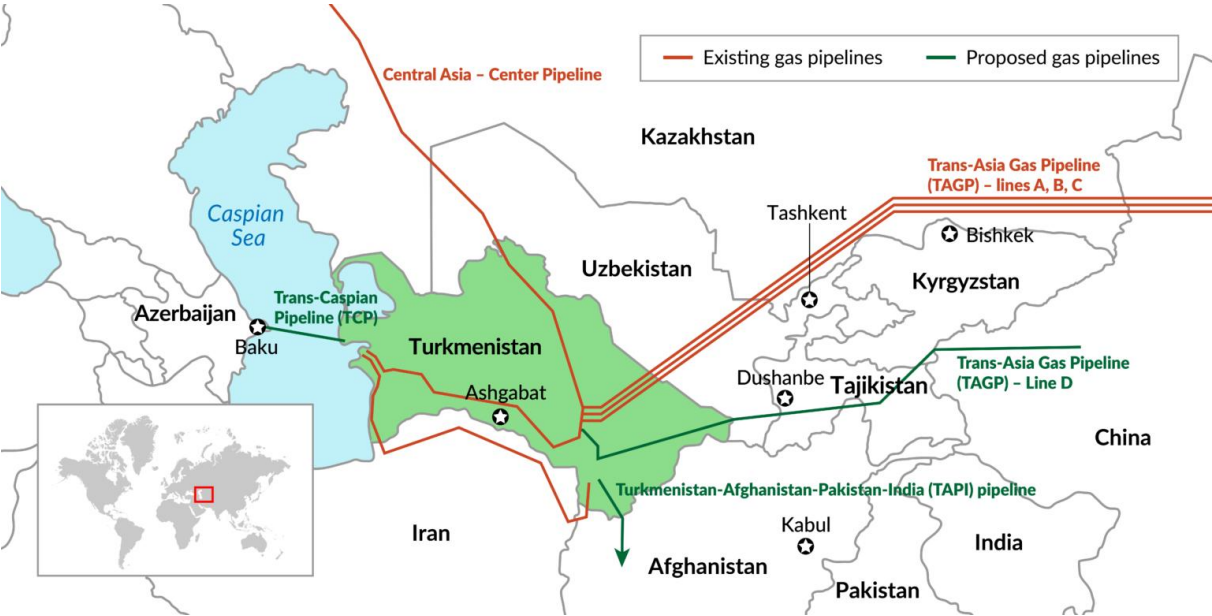 Existing gas pipelines
Proposed gas pipelines
Central Asia – Center Pipeline
Kazakhstan
Trans-Asia Gas Pipeline
(TAGP) – lines A, B, C
Caspian
Sea
Tashkent
Bishkek
Uzbekistan
Kyrgyzstan
Trans-Caspian
Pipeline (TCP)
Azerbaijan
Baku
Turkmenistan
Trans-Asia Gas Pipeline
(TAGP) – Line D
Dushanbe
Tajikistan
Ashgabat
China
Turkmenistan-Afghanistan-Pakistan-India (TAPI) pipeline
Iran
Kabul
India
Afghanistan
Pakistan